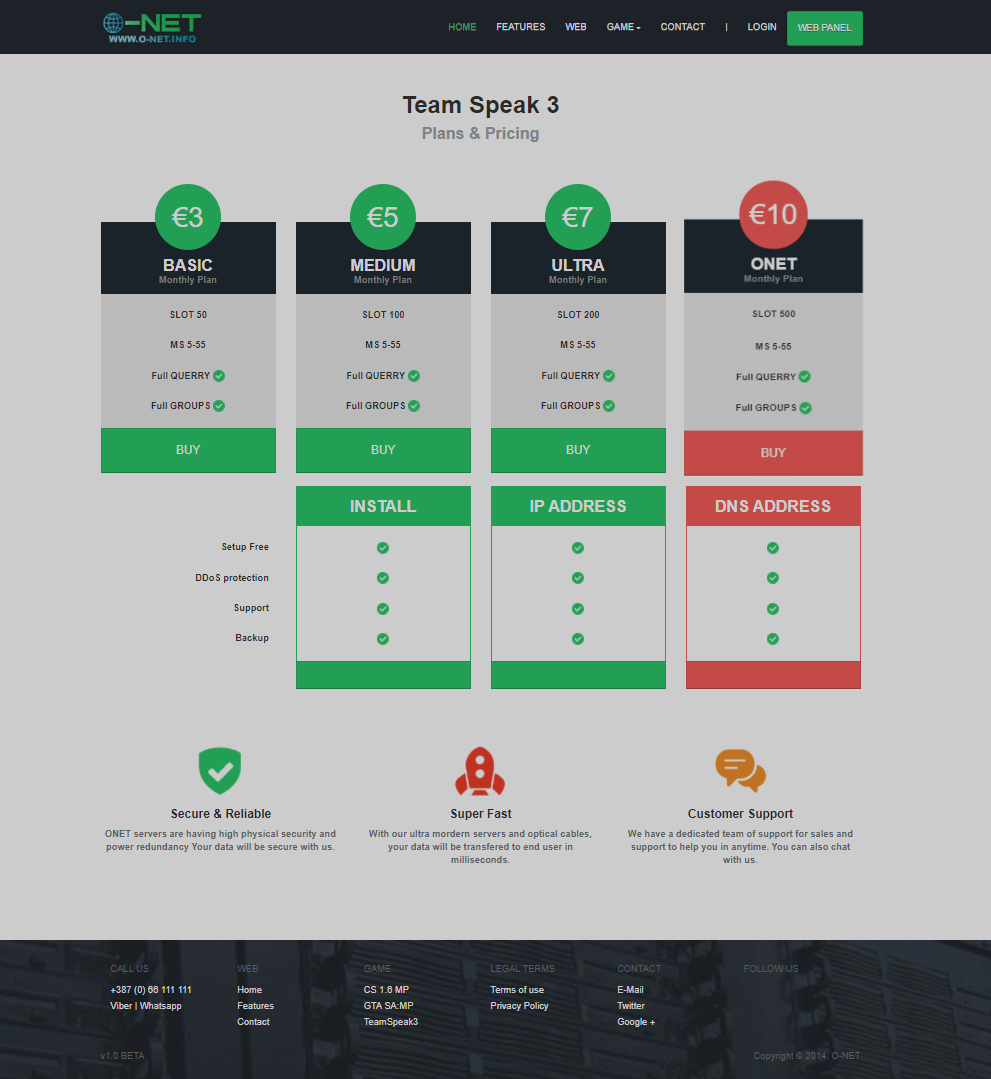 O-NET
WWW.O-NET.INFO
HOME FEATURES WEB GAME CONTACT | LOGIN WEB PANEL
Team Speak 3
Plans & Pricing
€3
BASIC
Monthly Plan
SLOT 50
MS 5-55
Full QUERRY
Full GROUPS
BUY
€5
MEDIUM
Monthly Plan
SLOT 100
MS 5-55
Full QUERRY
Full GROUPS
BUY
€7
ULTRA
Monthly Plan
SLOT 200
MS 5-55
Full QUERRY
Full GROUPS
BUY
€10
ONET
Monthly Plan
SLOT 500
MS 5-55
Full QUERRY
Full GROUPS
BUY
INSTALL IP ADDRESS DNS ADDRESS
Setup Free
DDoS protection
Support
Backup
Secure & Reliable
ONET servers are having high physical security and
power redundancy Your data will be secure with us.
Super Fast
With our ultra mordern servers and optical cables,
your data will be transfered to end user in
milliseconds.
Customer Support
We have a dedicated team of support for sales and
support to help you in anytime. You can also chat
with us.
CALL US
+387 (0) 66 111 111
Viber | Whatsapp
WEB
Home
Features
Contact
GAME
CS 1.6 MP
GTA SA:MP
TeamSpeak3
LEGAL TERMS
Terms of use
Privacy Policy
CONTACT
E-Mail
Twitter
Google +
FOLLOW US
v1.0 BETA
Copyright © 2014. O-NET